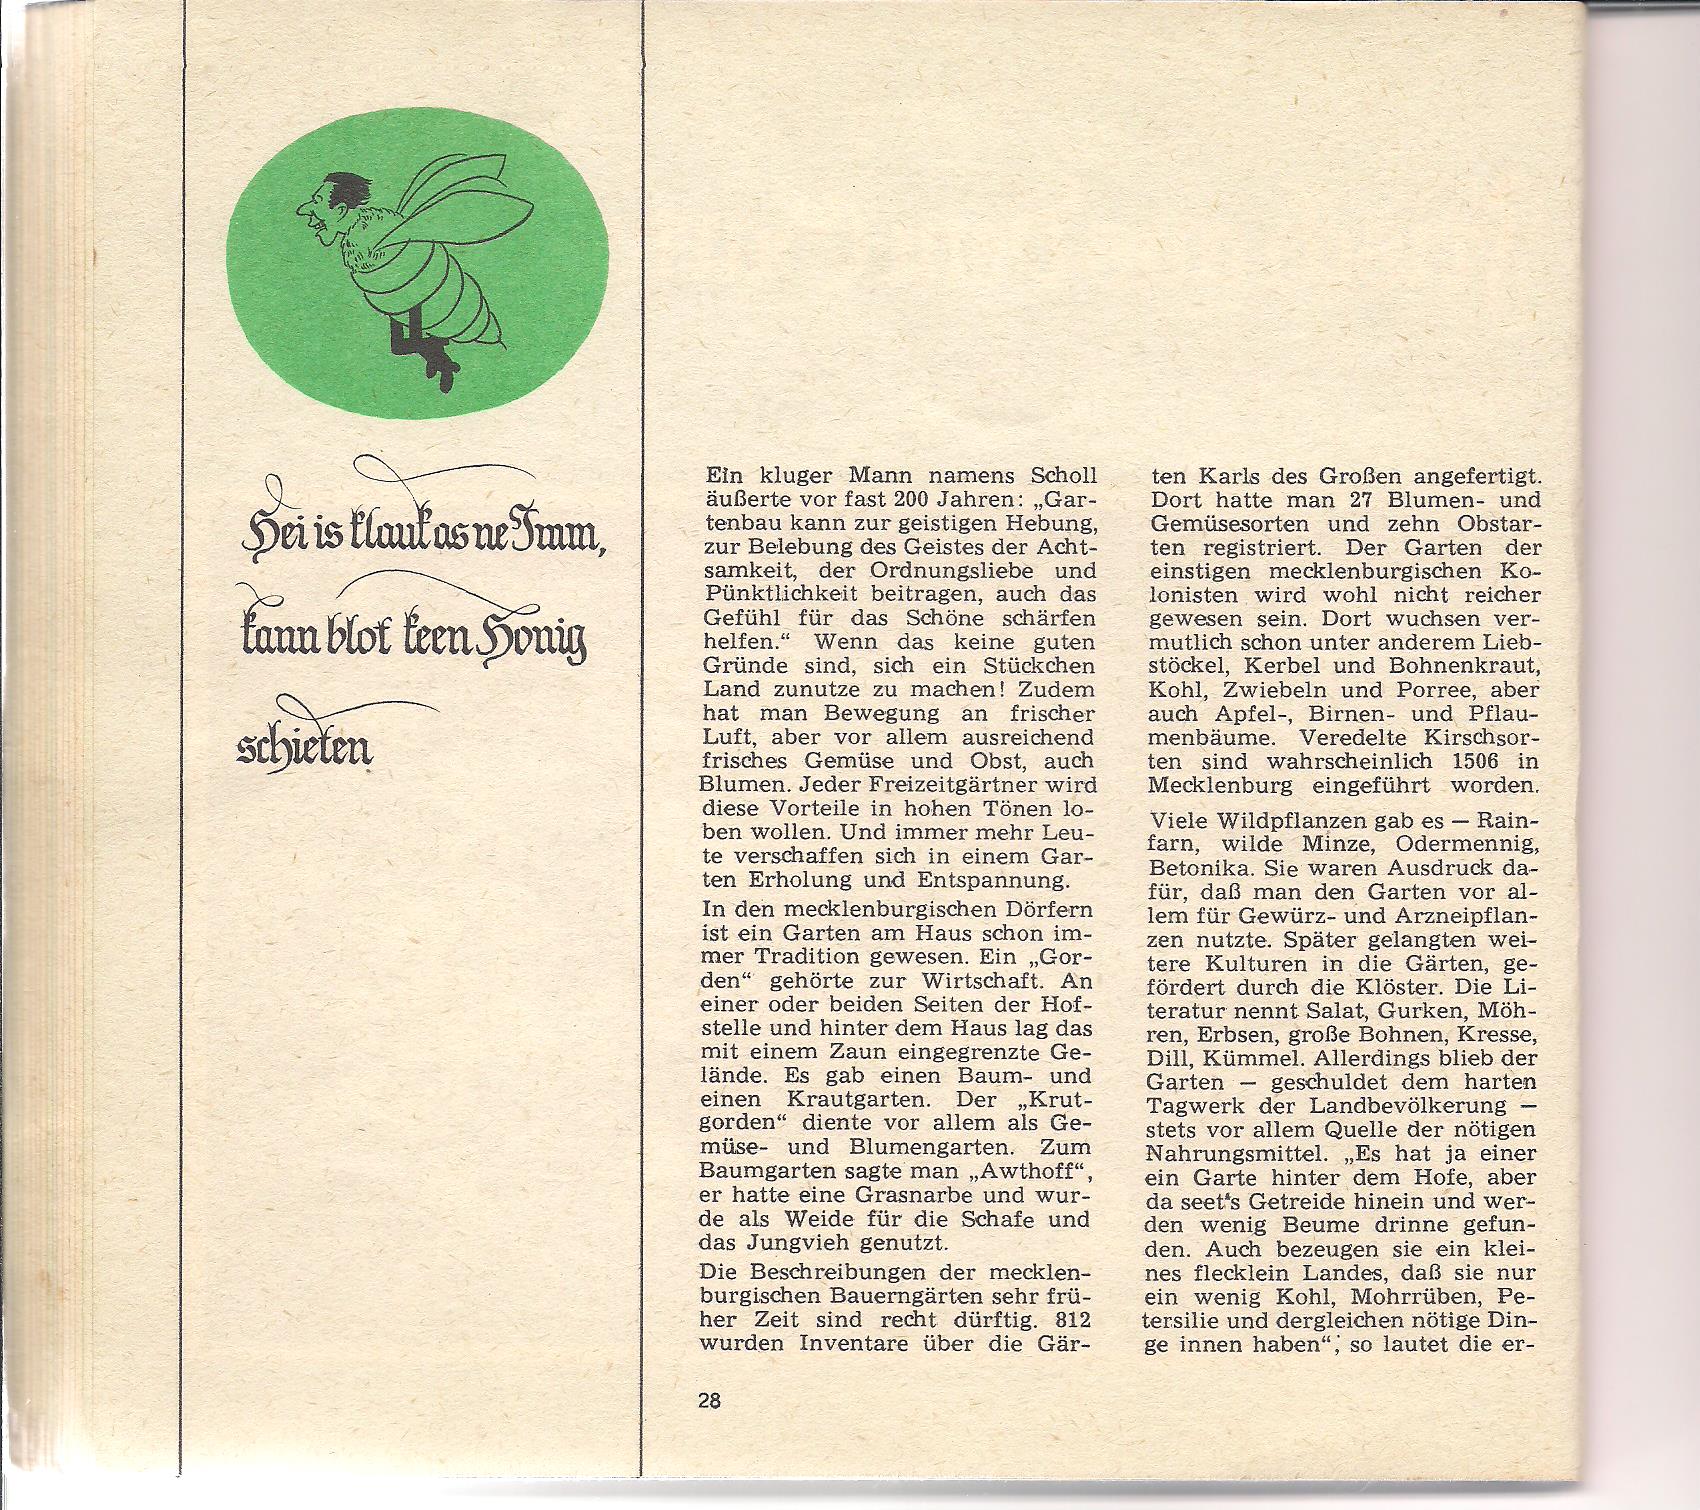 Hei is klauk as ne Imm,
kann blot keen Honig
schieten
Ein kluger Mann namens Scholl
äußerte vor fast 200 Jahren: „Gar-
tenbau kann zur geistigen Hebung,
zur Belebung des Geistes der Acht-
samkeit, der Ordnungsliebe und
Pünktlichkeit beitragen, auch das
Gefühl für das Schöne schärfen
helfen.“ Wenn das keine guten
Gründe sind, sich ein Stückchen
Land zunutze zu machen! Zudem
hat man Bewegung an frischer
Luft, aber vor allem ausreichend
frisches Gemüse und Obst, auch
Blumen. Jeder Freizeitgärtner wird
diese Vorteile in hohen Tönen lo-
ben wollen. Und immer mehr Leu-
te verschaffen sich in einem Gar-
ten Erholung und Entspannung.
In den mecklenburgischen Dörfern
ist ein Garten am Haus schon im-
mer Tradition gewesen. Ein „Gor-
den“ gehörte zur Wirtschaft. An
einer oder beiden Seiten der Hof-
stelle und hinter dem Haus lag das
mit einem Zaun eingegrenzte Ge-
lände. Es gab einen Baum- und
einen Krautgarten. Der „Krut-
gorden“ diente vor allem als Ge-
müse- und Blumengarten. Zum
Baumgarten sagte man „Awthoff“,
er hatte eine Grasnarbe und wur-
de als Weide für die Schafe und
das Jungvieh genutzt.
Die Beschreibungen der mecklen-
burgischen Bauerngärten sehr frü-
her Zeit sind recht dürftig. 812
wurden Inventare über die Gär-
ten Karls des Großen angefertigt.
Dort hatte man 27 Blumen- und
Gemüsesorten und zehn Obstar-
ten registriert. Der Garten der
einstigen mecklenburgischen Ko-
lonisten wird wohl nicht reicher
gewesen sein. Dort wuchsen ver-
mutlich schon unter anderem Lieb-
stöckel, Kerbel und Bohnenkraut,
Kohl, Zwiebeln und Porree, aber
auch Apfel-, Birnen- und Pflau-
menbäume. Veredelte Kirschsor-
ten sind wahrscheinlich 1506 in
Mecklenburg eingeführt worden.
Viele Wildpflanzen gab es — Rain-
farn, wilde Minze, Odermennig,
Betonika. Sie waren Ausdruck da-
für, daß man den Garten vor al-
lem für Gewürz- und Arzneipflan-
zen nutzte. Später gelangten wei-
tere Kulturen in die Gärten, ge-
fördert durch die Klöster. Die Li-
teratur nennt Salat, Gurken, Möh-
ren, Erbsen, große Bohnen, Kresse,
Dill, Kümmel. Allerdings blieb der
Garten — geschuldet dem harten
Tagwerk der Landbevölkerung —
stets vor allem Quelle der nötigen
Nahrungsmittel. „Es hat ja einer
ein Garte hinter dem Hofe, aber
da seet‘s Getreide hinein und wer-
den wenig Beume drinne gefun-
den. Auch bezeugen sie ein klei-
nes flecklein Landes, daß sie nur
ein wenig Kohl, Mohrrüben, Pe-
tersilie und dergleichen nötige Din-
ge innen haben“, so lautet die er-
28